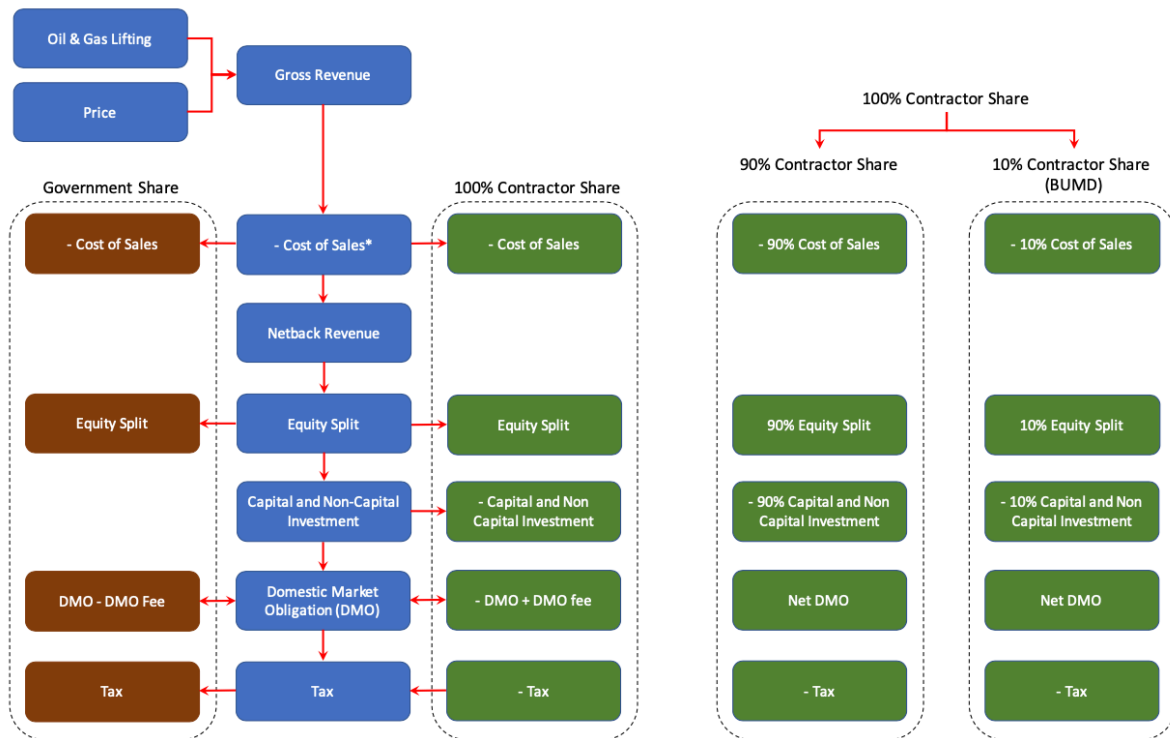 Oil & Gas Lifting
Gross Revenue
Price
100% Contractor Share
90% Contractor Share
10% Contractor Share
(BUMD)
Government Share
100% Contractor Share
- Cost of Sales
- Cost of Sales*
- Cost of Sales
- 90% Cost of Sales
- 10% Cost of Sales
Netback Revenue
Equity Split
Equity Split
Equity Split
90% Equity Split
10% Equity Split
Capital and Non-Capital
Investment
- Capital and Non
Capital Investment
- 90% Capital and Non
Capital Investment
- 10% Capital and Non
Capital Investment
DMO - DMO Fee
Domestic Market
Obligation (DMO)
- DMO + DMO fee
Net DMO
Net DMO
Tax
Tax
- Tax
- Tax
- Tax